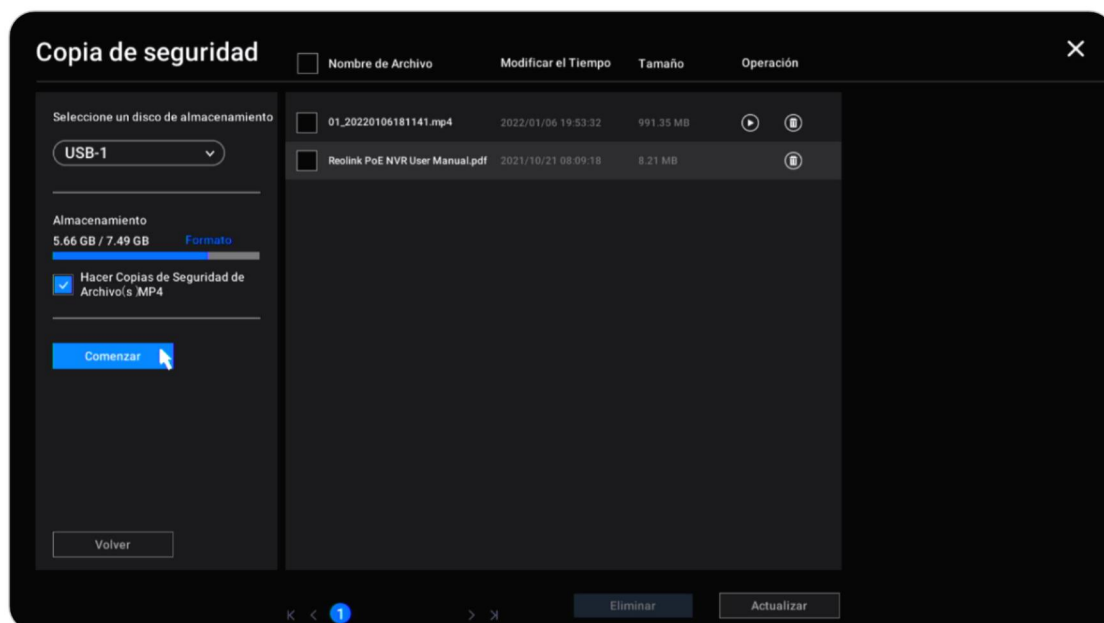 Copia de seguridad
Nombre de Archivo Modificar el Tiempo Tamaño Operación
Seleccione un disco de almacenamiento
USB-1
Almacenamiento
5.66 GB / 7.49 GB Formato
Hacer Copias de Seguridad de
Archivo(s )MP4
Comenzar
Volver
01_20220106181141.mp4 2022/01/06 19:53:32 991.35 MB
Reolink PoE NVR User Manual.pdf 2021/10/21 08:09:18 8.21 MB
1
Eliminar Actualizar